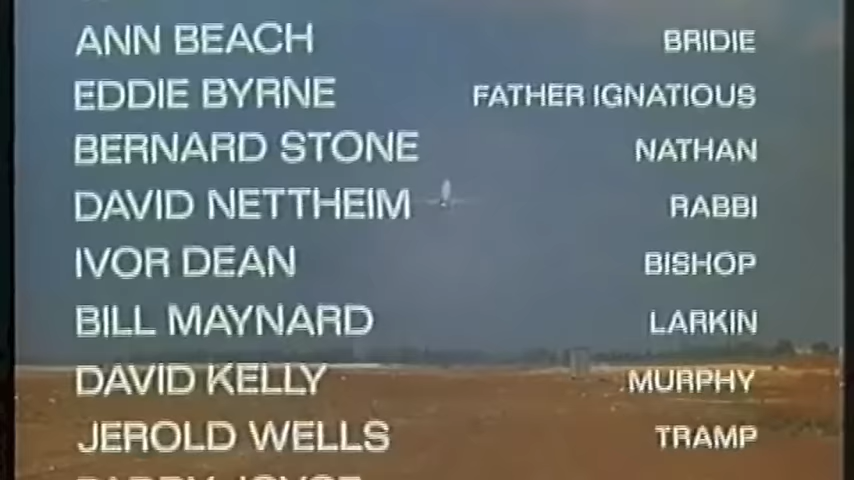 ANN BEACH BRIDIE
EDDIE BYRNE FATHER IGNATIOUS
BERNARD STONE NATHAN
DAVID NETTHEIM RABBI
IVOR DEAN BISHOP
BILL MAYNARD LARKIN
DAVID KELLY MURPHY
JEROLD WELLS TRAMP